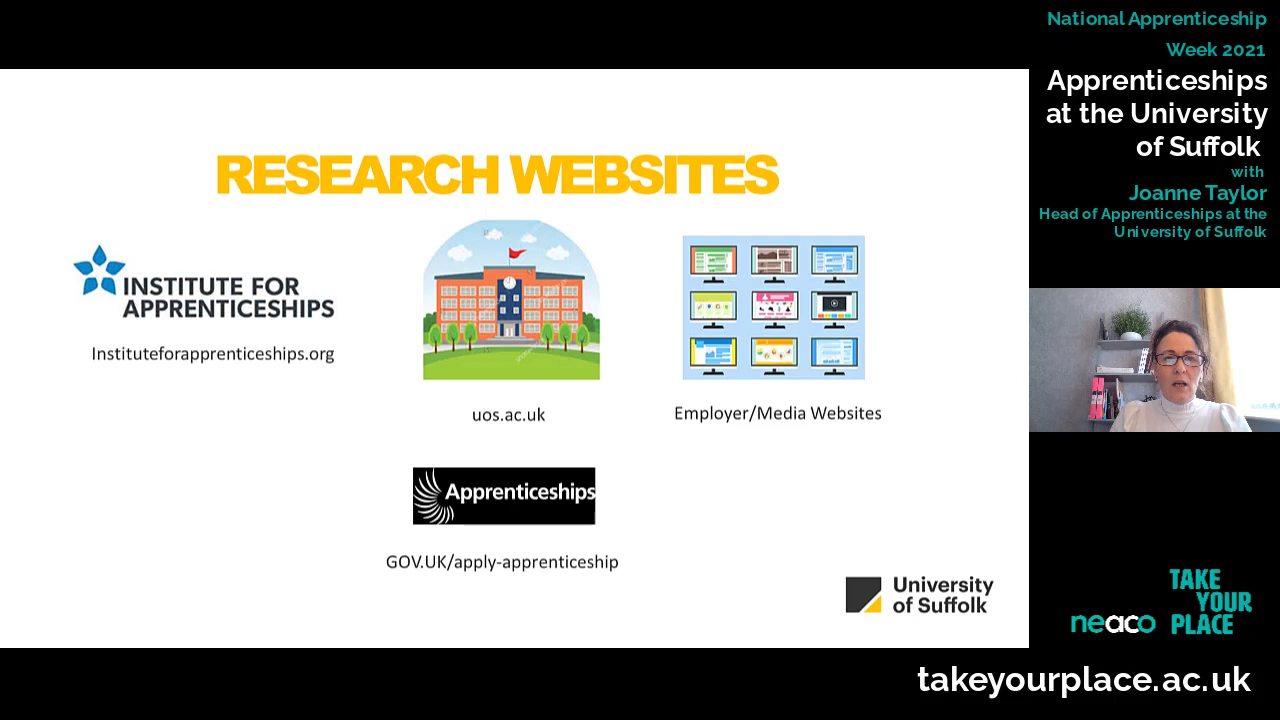 National Apprenticeship
Week 2021
Apprenticeships
at the University
of Suffolk
with
Joanne Taylor
Head of Apprenticeships at the
University of Suffolk
RESEARCH WEBSITES
INSTITUTE FOR
APPRENTICESHIPS
Instituteforapprenticeships.org
uos.ac.uk
Employer/Media Websites
Apprenticeships
GOV.UK/apply-apprenticeship
University
of Suffolk
neaco
TAKE
YOUR
PLACE
takeyourplace.ac.uk